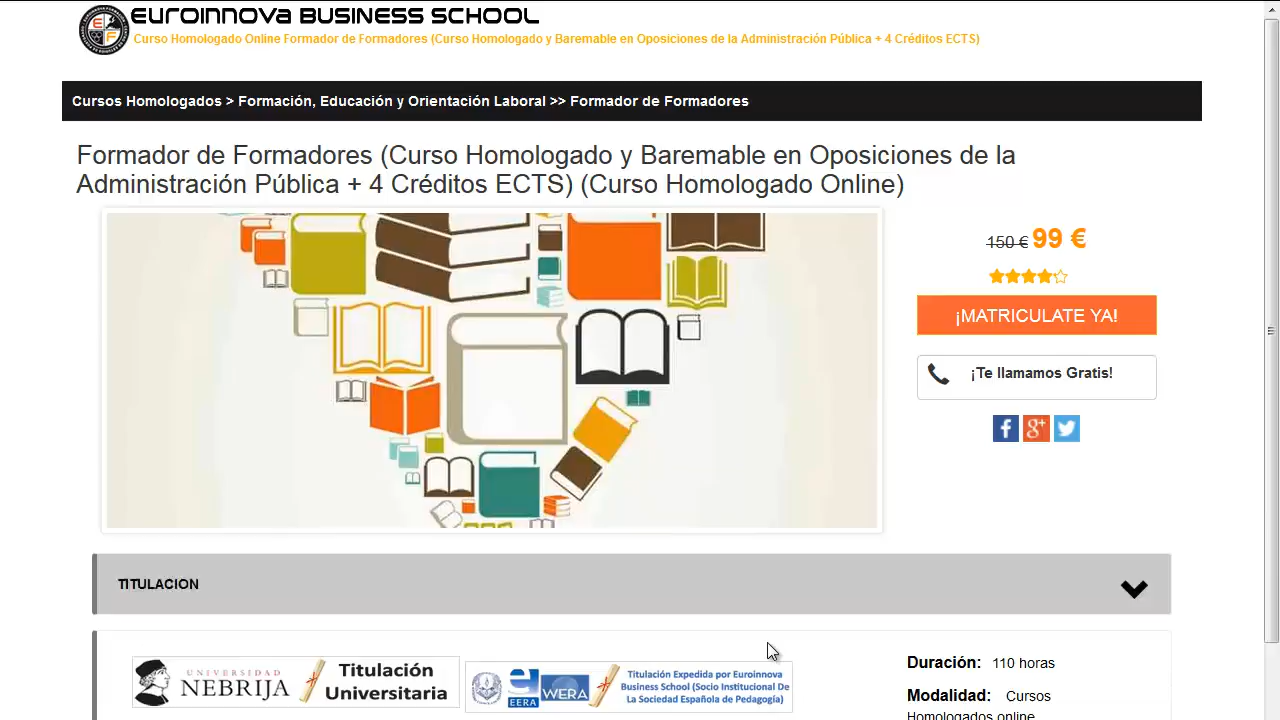 EUROINNOVA BUSINESS SCHOOL
Curso Homologado Online Formador de Formadores (Curso Homologado y Baremable en Oposiciones de la Administración Pública + 4 Créditos ECTS)
Cursos Homologados > Formación, Educación y Orientación Laboral >> Formador de Formadores
Formador de Formadores (Curso Homologado y Baremable en Oposiciones de la
Administración Pública + 4 Créditos ECTS) (Curso Homologado Online)
150 € 99 €
¡MATRICULATE YA!
¡Te llamamos Gratis!
TITULACION
UNIVERSIDAD
NEBRIJA
Titulación
Universitaria
EERA
WERA
Titulación Expedida por Euroinnova
Business School (Socio Institucional De
La Sociedad Española de Pedagogía)
Duración: 110 horas
Modalidad: Cursos
Homologados online